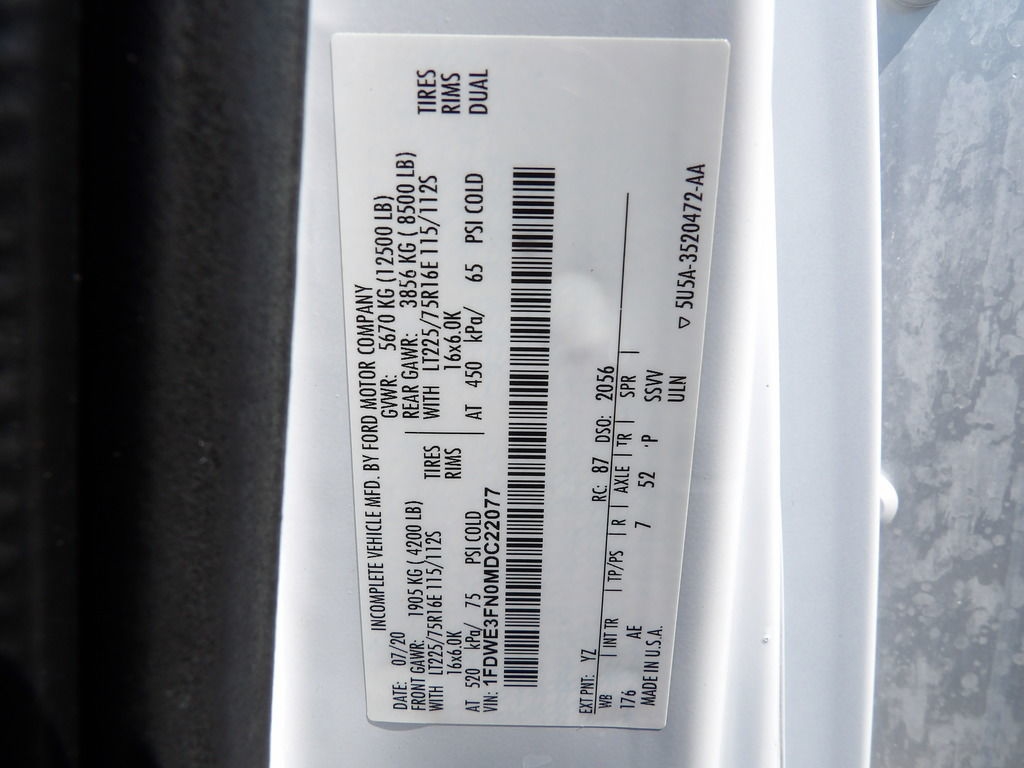 INCOMPLETE VEHICLE MFD. BY FORD MOTOR COMPANY
DATE: 07/20 GVWR: 5670 KG (12500 LB)
FRONT GAWR: 1905 KG ( 4200 LB) REAR GAWR: 3856 KG ( 8500 LB)
WITH LT225/75R16E 115/112S TIRES WITH LT225/75R16E 115/112S TIRES
16x6.0K RIMS 16x6.0K RIMS
AT 520 kPa/ 75 PSI COLD AT 450 kPa/ 65 PSI COLD DUAL
VIN: 1FDWE3FN0MDC22077
EXT PNT: YZ RC: 87 DSO: 2056
WB INT TR TP/PS R AXLE TR SPR
176 AE 7 52 P SSVV
MADE IN U.S.A. ULN
▽ 5U5A-3520472-AA